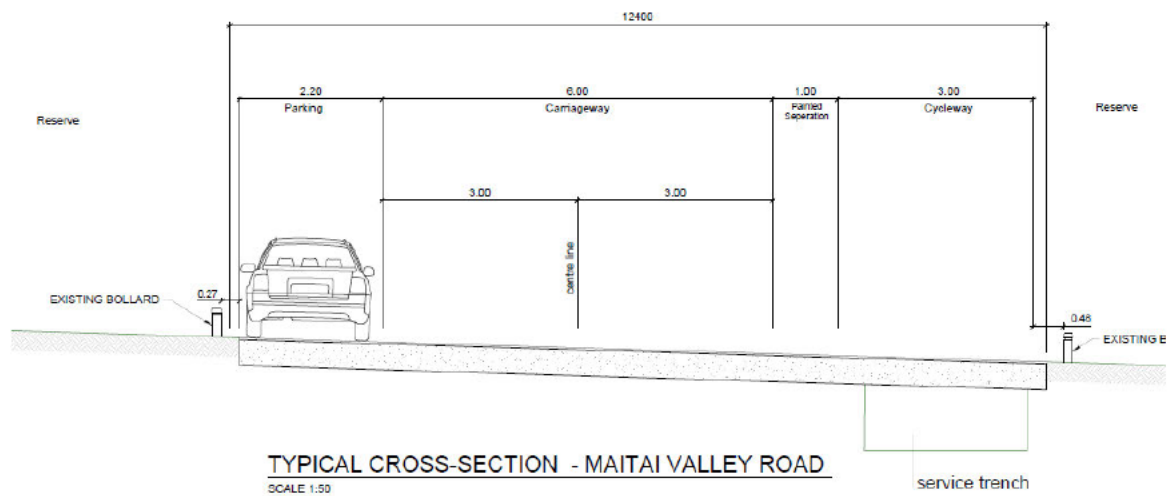 12400
2.20
6.00
1.00
3.00
Parking
Carriageway
Painted
Seperation
Cycleway
Reserve
Reserve
3.00
3.00
centre line
0.27
EXISTING BOLLARD
0.46
EXISTING B
TYPICAL CROSS-SECTION - MAITAI VALLEY ROAD
SCALE 1:50
service trench